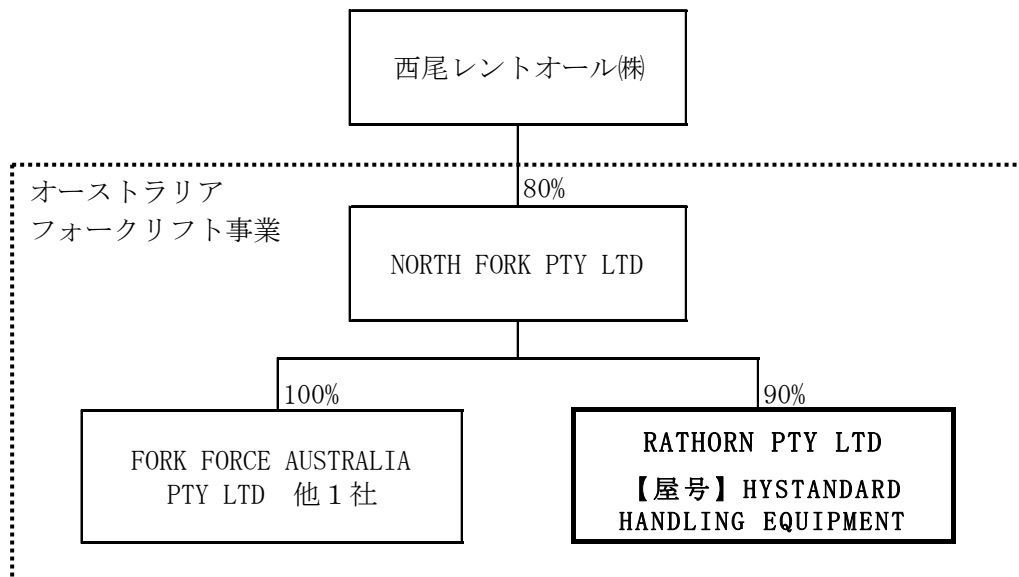 西尾レントオール㈱
オーストラリア
フォークリフト事業
80%
NORTH FORK PTY LTD
100%
90%
FORK FORCE AUSTRALIA
PTY LTD 他１社
RATHORN PTY LTD
【屋号】HYSTANDARD
HANDLING EQUIPMENT